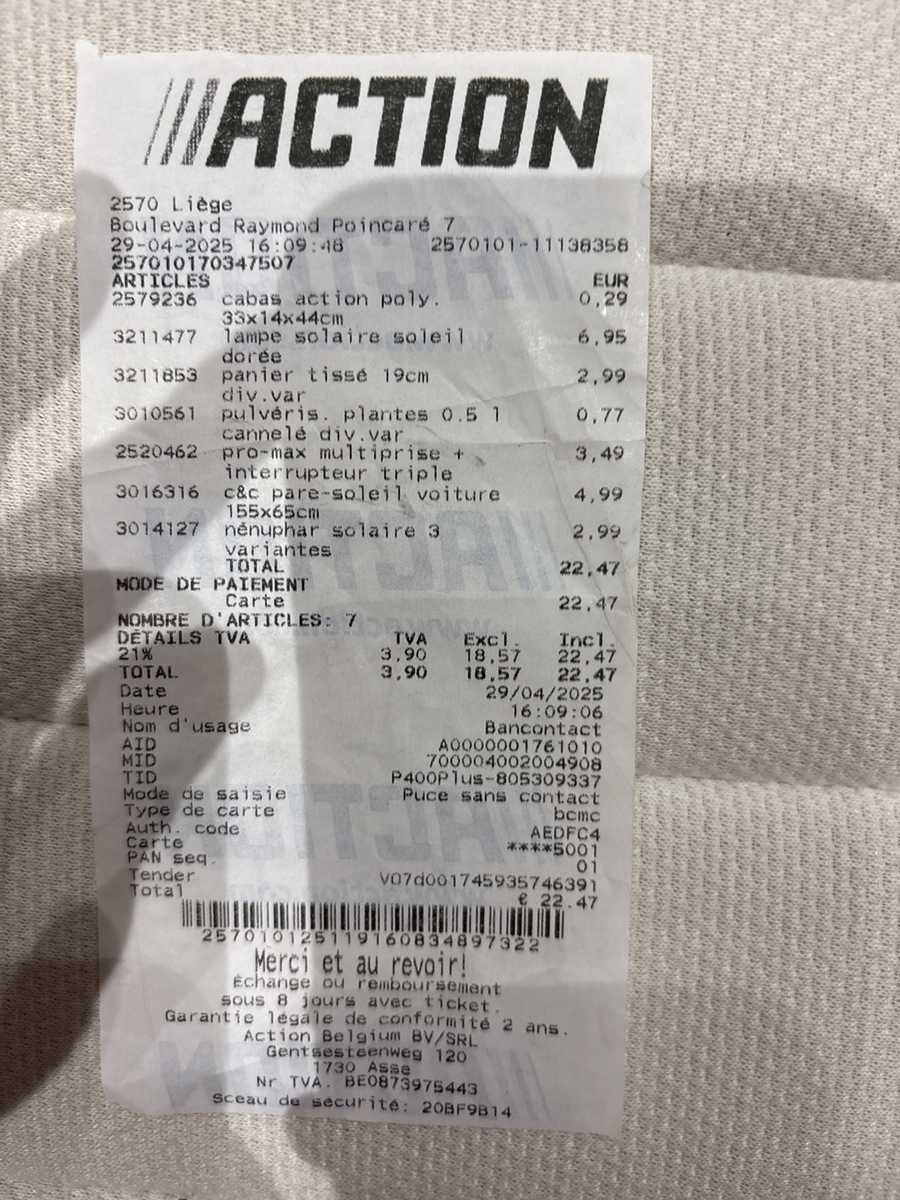 ACTION
2570 Liège
Boulevard Raymond Poincaré 7
29-04-2025 16:09:48 2570101-11138358
257010170347507
ARTICLES EUR
2579236 cabas action poly. 0,29
33x14x44cm
3211477 lampe solaire soleil 6,95
dorée
3211853 panier tissé 19cm 2,99
div.var
3010561 pulvéris. plantes 0.5 l 0,77
cannelé div.var
2520462 pro-max multiprise + 3,49
interrupteur triple
3016316 c&c pare-soleil voiture 4,99
155x65cm
3014127 nénuphar solaire 3 2,99
variantes
TOTAL 22,47
MODE DE PAIEMENT
Carte 22,47
NOMBRE D'ARTICLES: 7
DÉTAILS TVA TVA Excl. Incl.
21% 3,90 18,57 22,47
TOTAL 3,90 18,57 22,47
Date 29/04/2025
Heure 16:09:06
Nom d'usage Bancontact
AID A0000001761010
MID 700004002004908
TID P400Plus-805309337
Mode de saisie Puce sans contact
Type de carte bcmc
Auth. code AEDFC4
Carte ****5001
PAN seq. 01
Tender V07d001745935746391
Total € 22.47
2570101251191608348973​22
Merci et au revoir!
Échange ou remboursement
sous 8 jours avec ticket.
Garantie légale de conformité 2 ans.
Action Belgium BV/SRL
Gentsesteenweg 120
1730 Asse
Nr TVA. BE0873975443
Sceau de sécurité: 20BF9B14